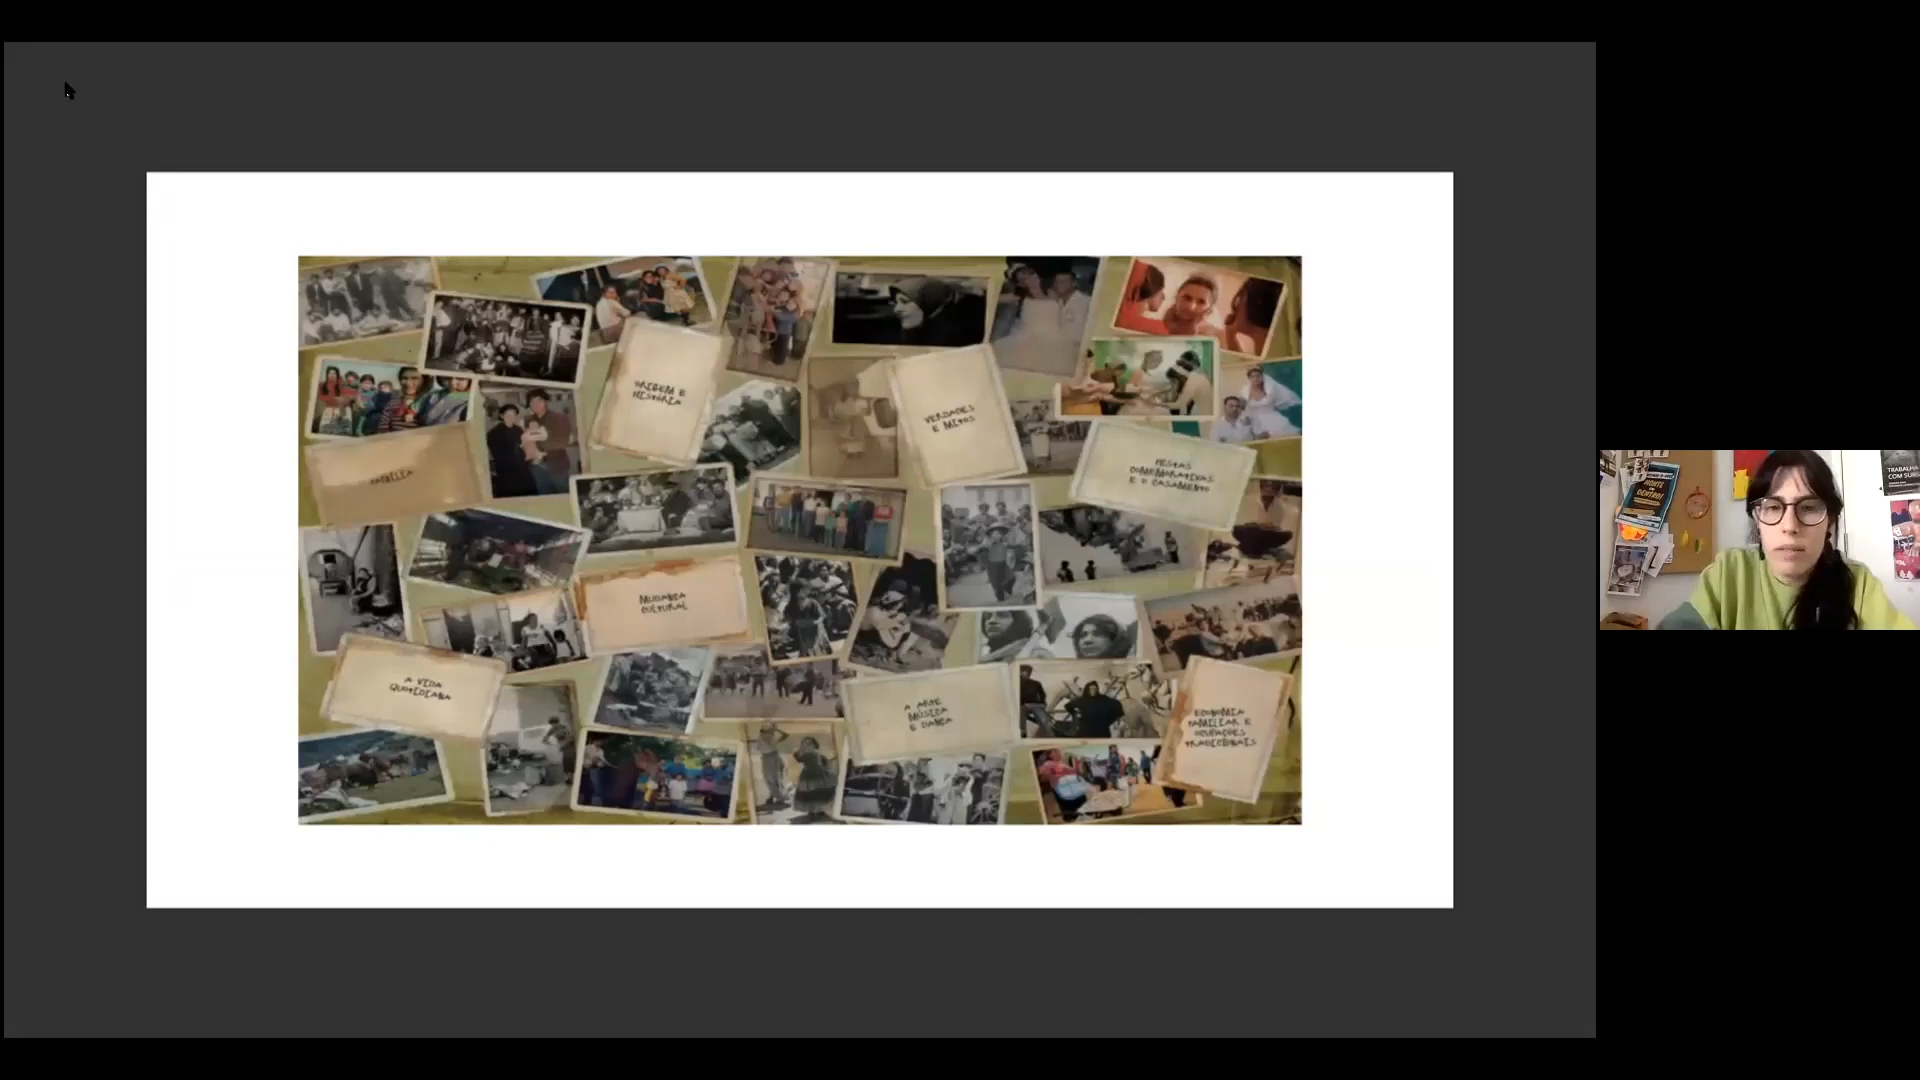 ORIGEM E
HISTÓRIA
VERDADES
E MITOS
FAMÍLIA
FESTAS
COMEMORATIVAS
E O CASAMENTO
MUDANÇA
CULTURAL
A VIDA
QUOTIDIANA
A ARTE
MÚSICA
E DANÇA
ECONOMIA
FAMILIAR E
OCUPAÇÕES
TRADICIONAIS
TRABALHA